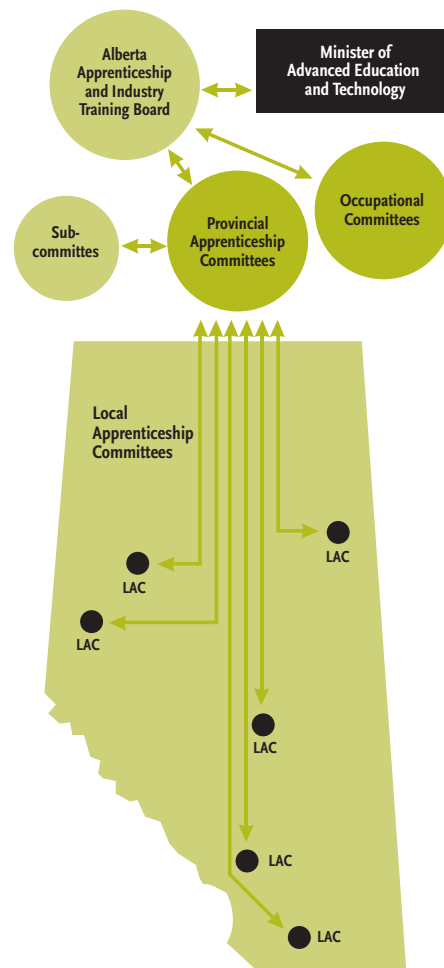 Alberta
Apprenticeship
and Industry
Training Board
Minister of
Advanced Education
and Technology
Occupational
Committees
Provincial
Apprenticeship
Committees
Sub-
committes
Local
Apprenticeship
Committees
LAC
LAC
LAC
LAC
LAC
LAC